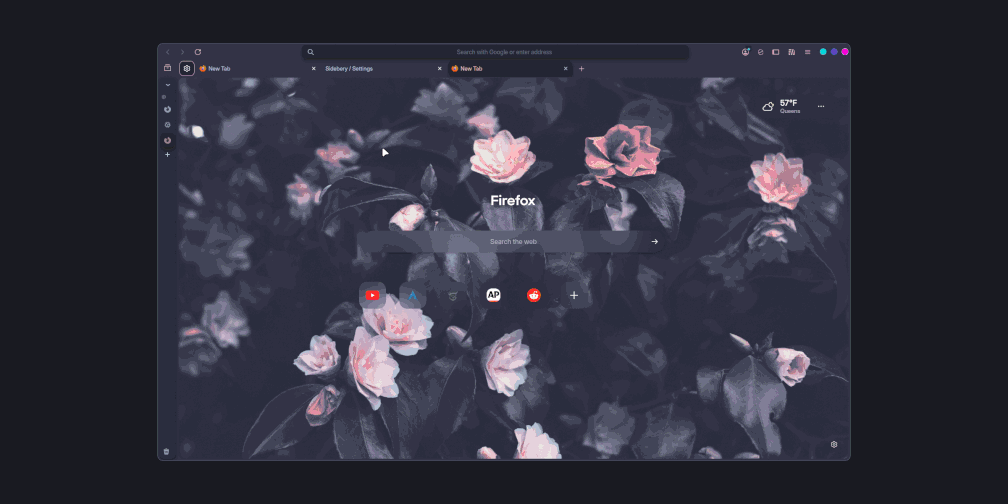 Search with Google or enter address
New Tab
Sidebery / Settings
New Tab
57°F
Queens
Firefox
Search the web
AP